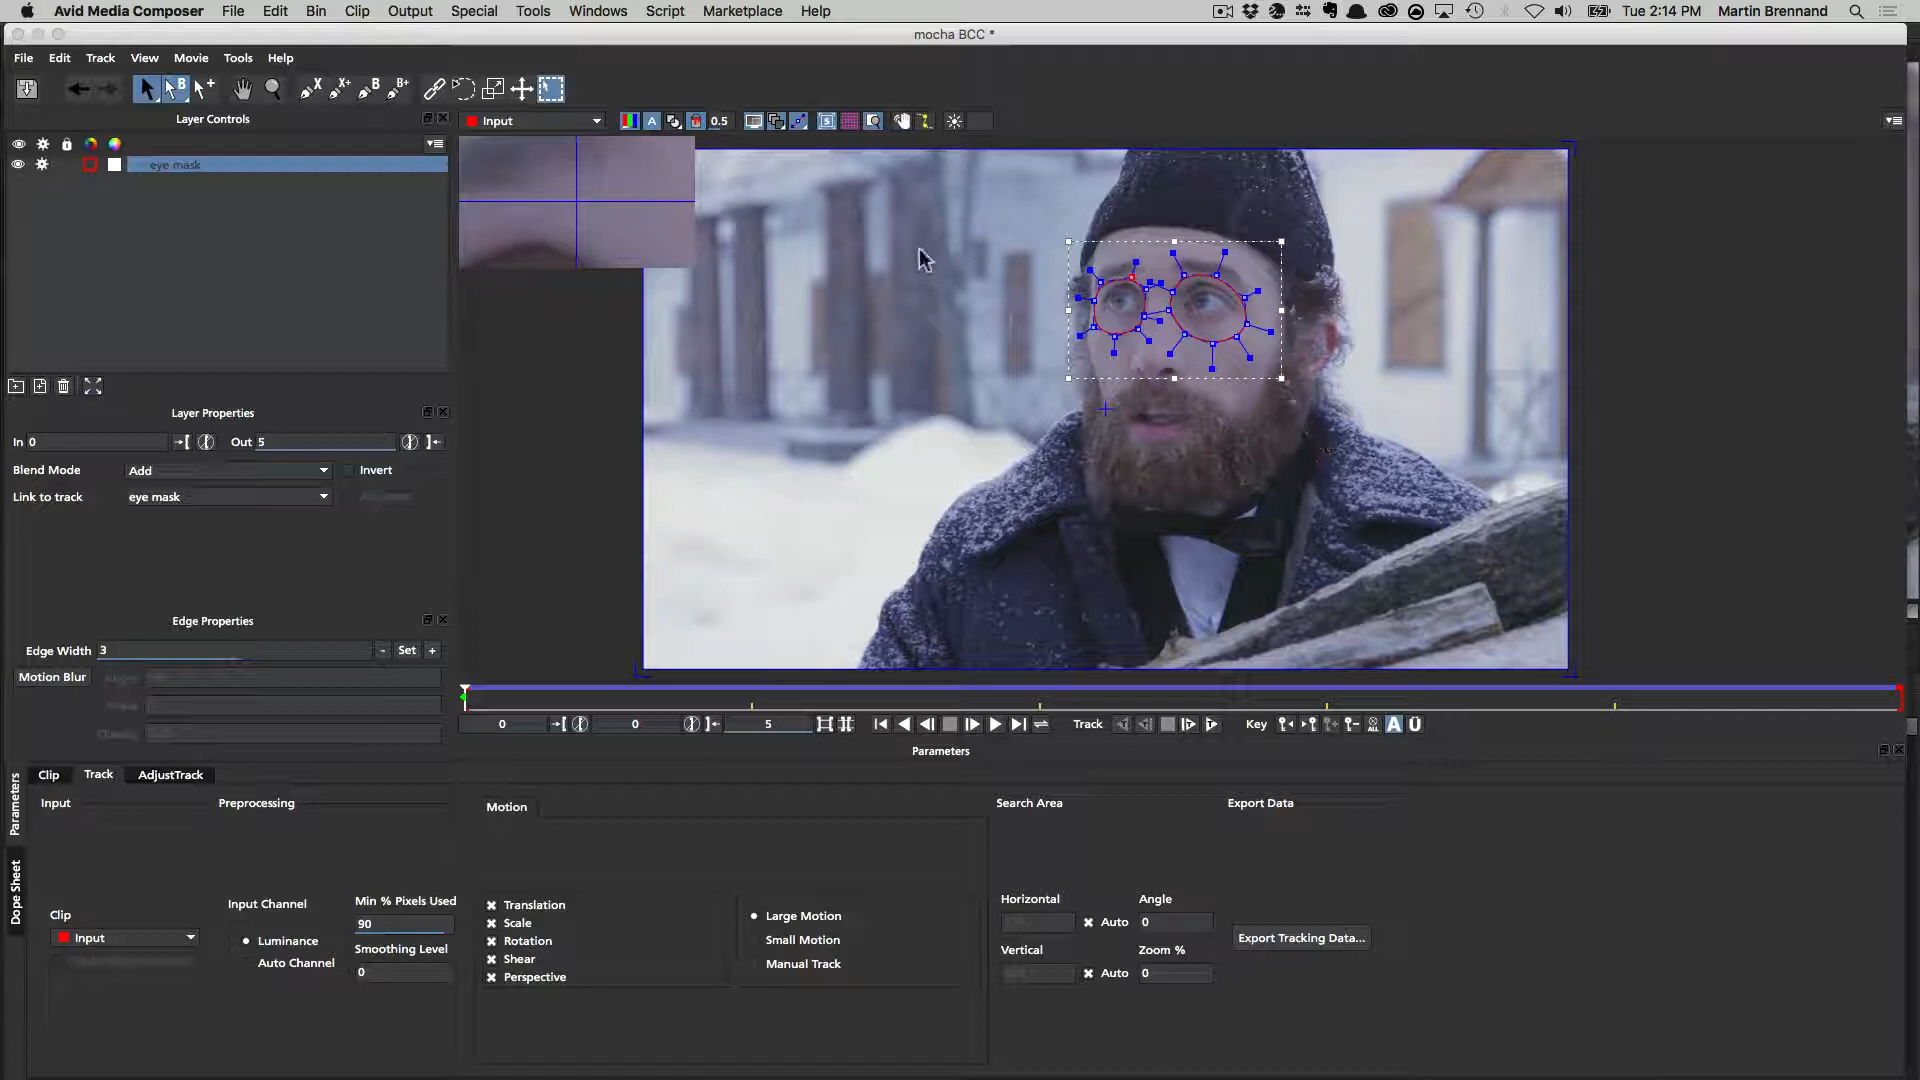 Avid Media Composer File Edit Bin Clip Output Special Tools Windows Script Marketplace Help Tue 2:14 PM Martin Brennand
mocha BCC *
File Edit Track View Movie Tools Help
Layer Controls
Input
A
0.5
eye mask
Layer Properties
In 0 Out 5
Blend Mode Add Invert
Link to track eye mask
Edge Properties
Edge Width 3 - Set +
Motion Blur
0 0 5 Track Key ALL A Ü
Parameters
Clip Track AdjustTrack
Parameters
Dope Sheet
Input Preprocessing Motion Search Area Export Data
Input Channel
Min % Pixels Used
90
Luminance
Auto Channel
Smoothing Level
0
Clip
Input
Translation
Scale
Rotation
Shear
Perspective
Large Motion
Small Motion
Manual Track
Horizontal Angle
Auto 0
Vertical Zoom %
Auto 0
Export Tracking Data...